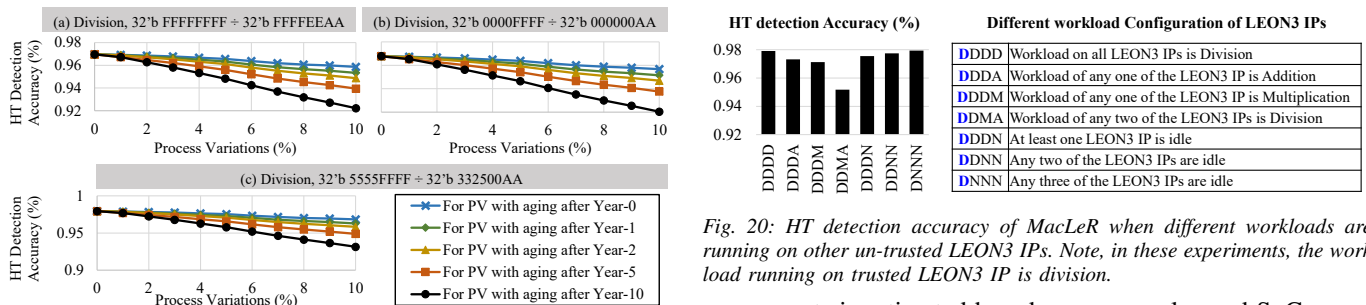 (a) Division, 32'b FFFFFFFF ÷ 32'b FFFFEEAA
HT Detection
Accuracy (%)
0.98
0.96
0.94
0.92
0 2 4 6 8 10
Process Variations (%)
(b) Division, 32'b 0000FFFF ÷ 32'b 000000AA
0.98
0.96
0.94
0.92
0 2 4 6 8 10
Process Variations (%)
(c) Division, 32'b 5555FFFF ÷ 32'b 332500AA
HT Detection
Accuracy (%)
1
0.95
0.9
0 2 4 6 8 10
Process Variations (%)
For PV with aging after Year-0
For PV with aging after Year-1
For PV with aging after Year-2
For PV with aging after Year-5
For PV with aging after Year-10
HT detection Accuracy (%)
0.98
0.96
0.94
0.92
DDDD DDDA DDDM DDMA DDDN DDNN DNNN
Different workload Configuration of LEON3 IPs
DDDD Workload on all LEON3 IPs is Division
DDDA Workload of any one of the LEON3 IP is Addition
DDDM Workload of any one of the LEON3 IP is Multiplication
DDMA Workload of any two of the LEON3 IPs is Division
DDDN At least one LEON3 IP is idle
DDNN Any two of the LEON3 IPs are idle
DNNN Any three of the LEON3 IPs are idle
Fig. 20: HT detection accuracy of MacLeR when different workloads are
running on other un-trusted LEON3 IPs. Note, in these experiments, the work
load running on trusted LEON3 IP is division.